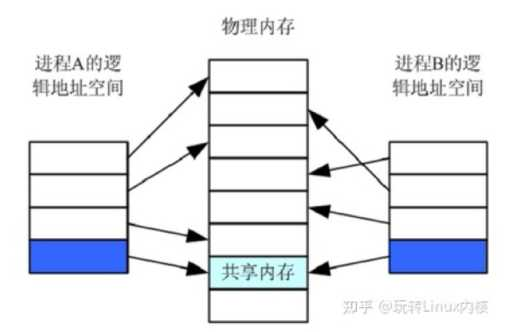 物理内存
进程A的逻
辑地址空间
进程B的逻
辑地址空间
共享内存
知乎 @玩转Linux内核